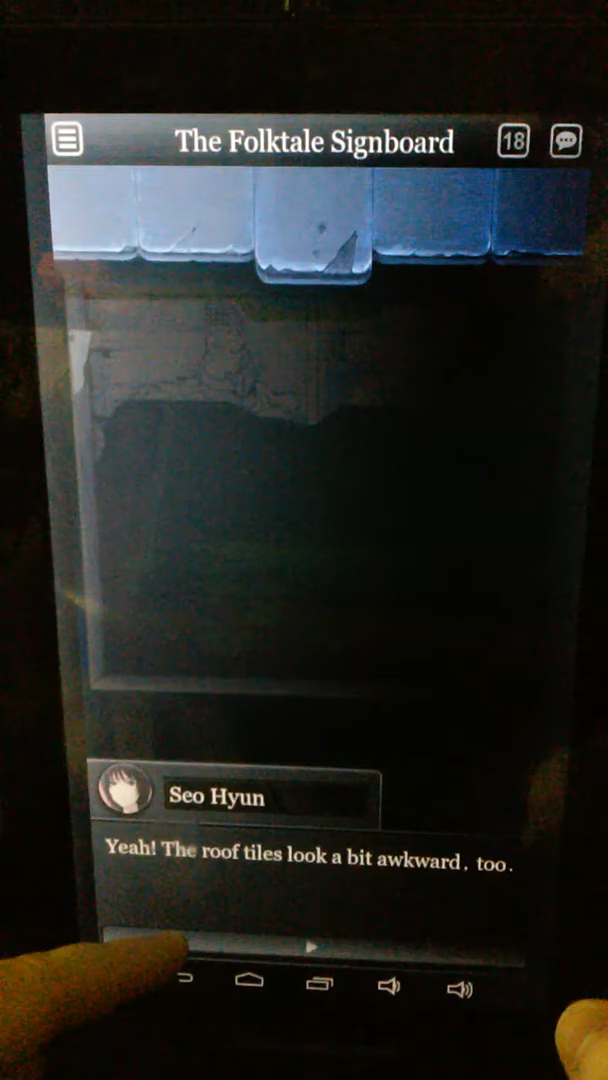 The Folktale Signboard
18
Seo Hyun
Yeah! The roof tiles look a bit awkward, too.